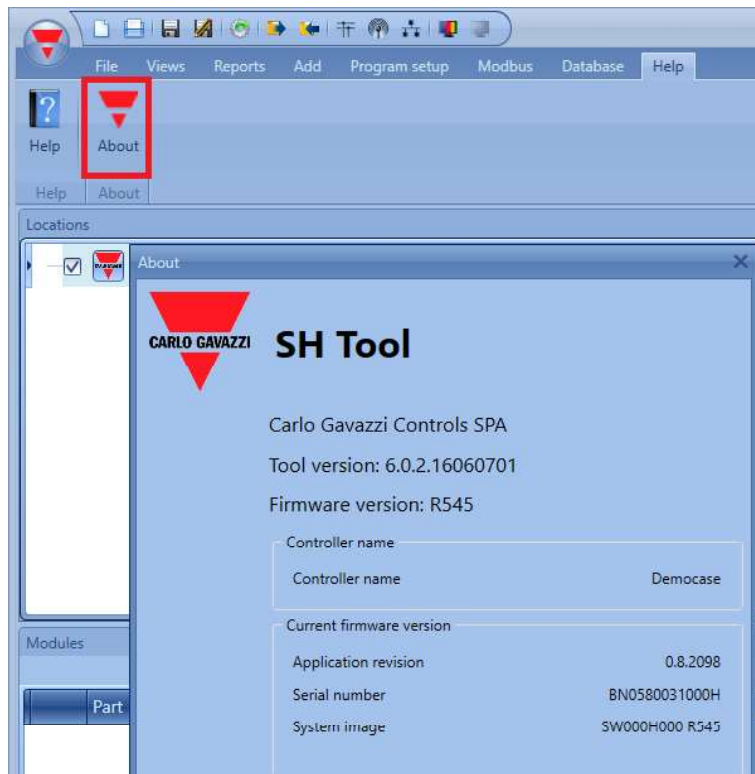 File Views Reports Add Program setup Modbus Database Help
Help About
Help About
Locations
About
CARLO GAVAZZI
SH Tool
Carlo Gavazzi Controls SPA
Tool version: 6.0.2.16060701
Firmware version: R545
Controller name
Controller name Democase
Current firmware version
Application revision 0.8.2098
Serial number BN0580031000H
System image SW000H000 R545
Modules
Part